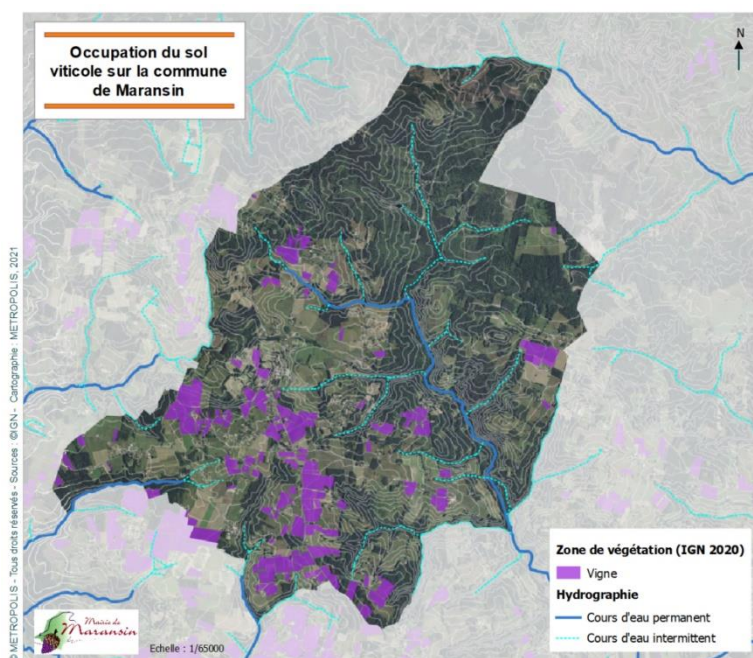 Occupation du sol
viticole sur la commune
de Maransin
N
© METROPOLIS - Tous droits réservés - Sources : ©IGN - Cartographie : METROPOLIS, 2021
Zone de végétation (IGN 2020)
Vigne
Hydrographie
Cours d'eau permanent
Cours d'eau intermittent
Mairie de
Maransin
Echelle : 1/65000